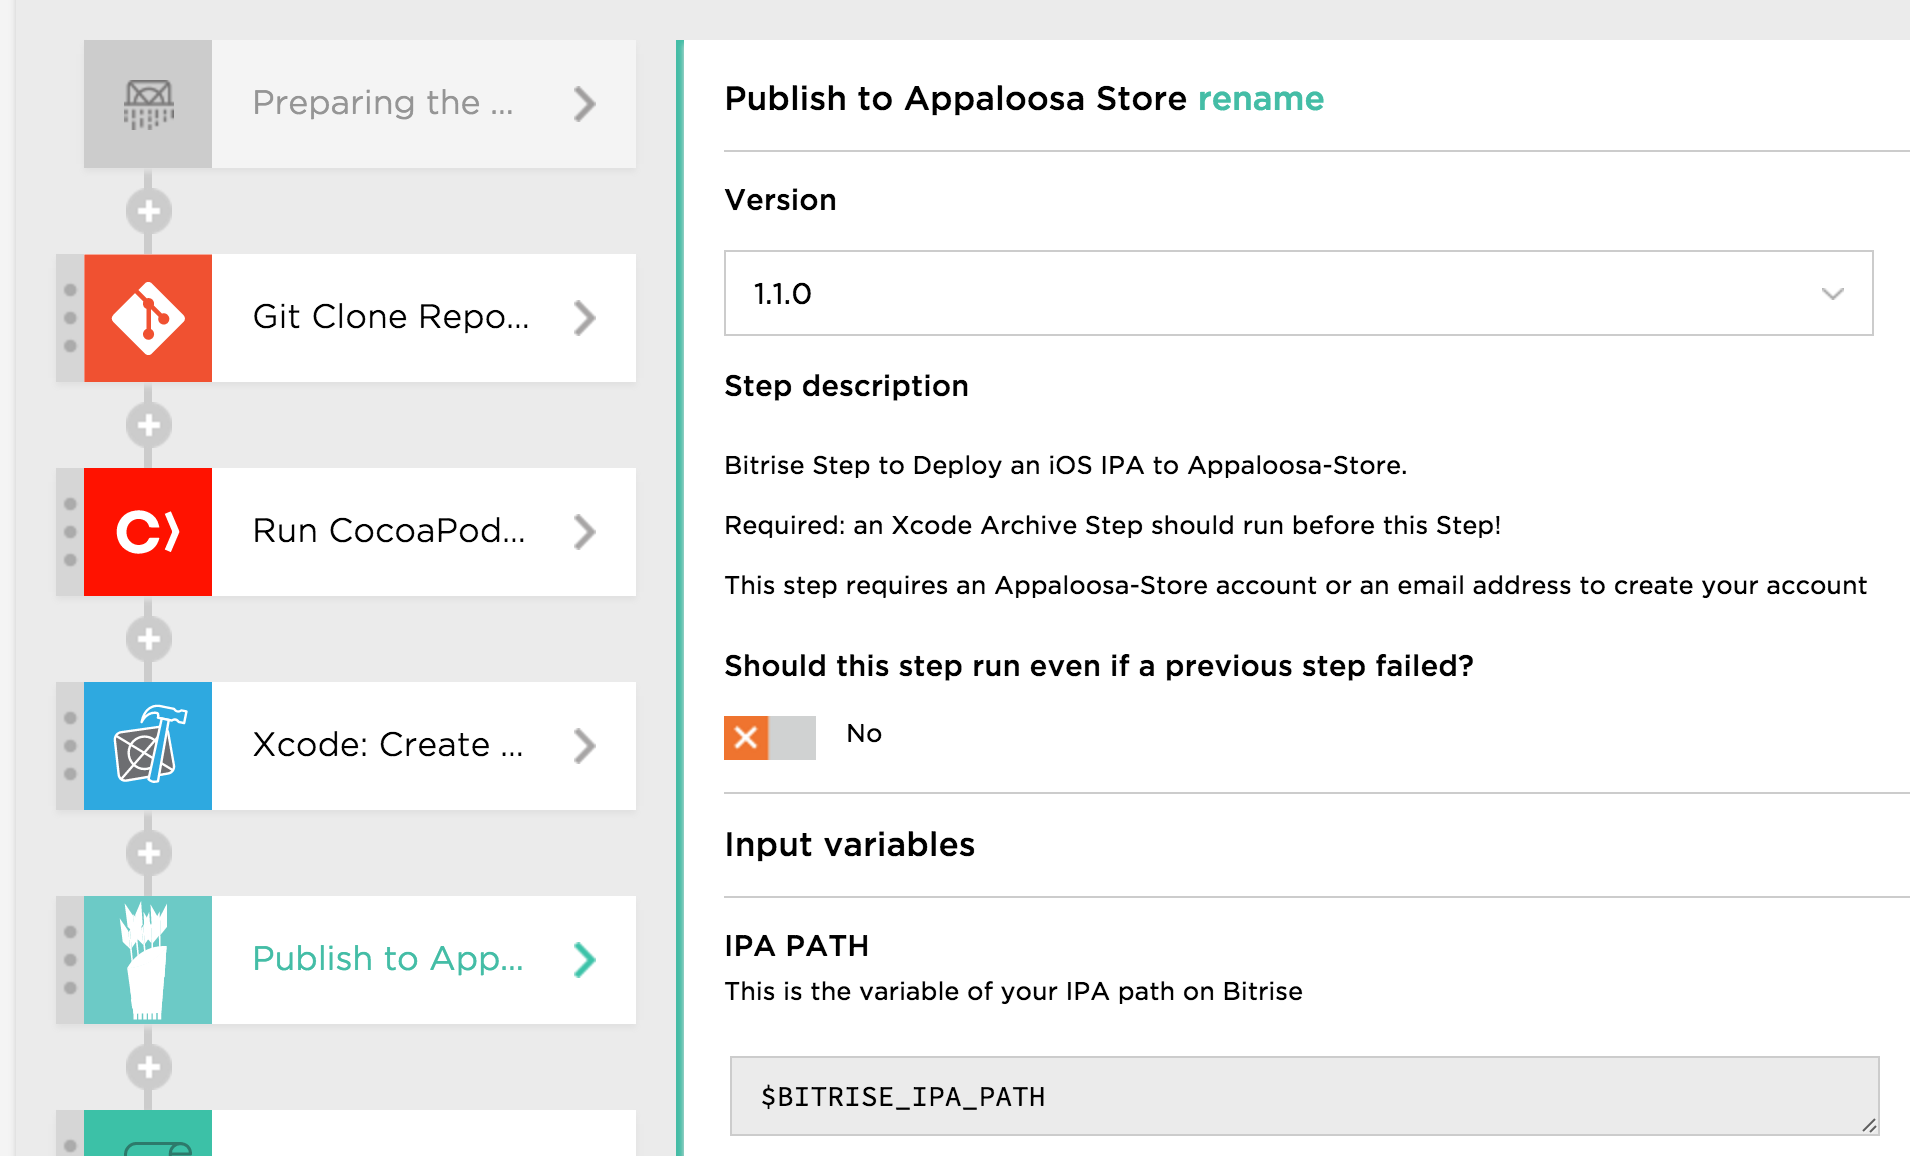 Preparing the ...
Git Clone Repo...
Run CocoaPod...
Xcode: Create ...
Publish to App...
Publish to Appaloosa Store rename
Version
1.1.0
Step description
Bitrise Step to Deploy an iOS IPA to Appaloosa-Store.
Required: an Xcode Archive Step should run before this Step!
This step requires an Appaloosa-Store account or an email address to create your account
Should this step run even if a previous step failed?
No
Input variables
IPA PATH
This is the variable of your IPA path on Bitrise
$BITRISE_IPA_PATH